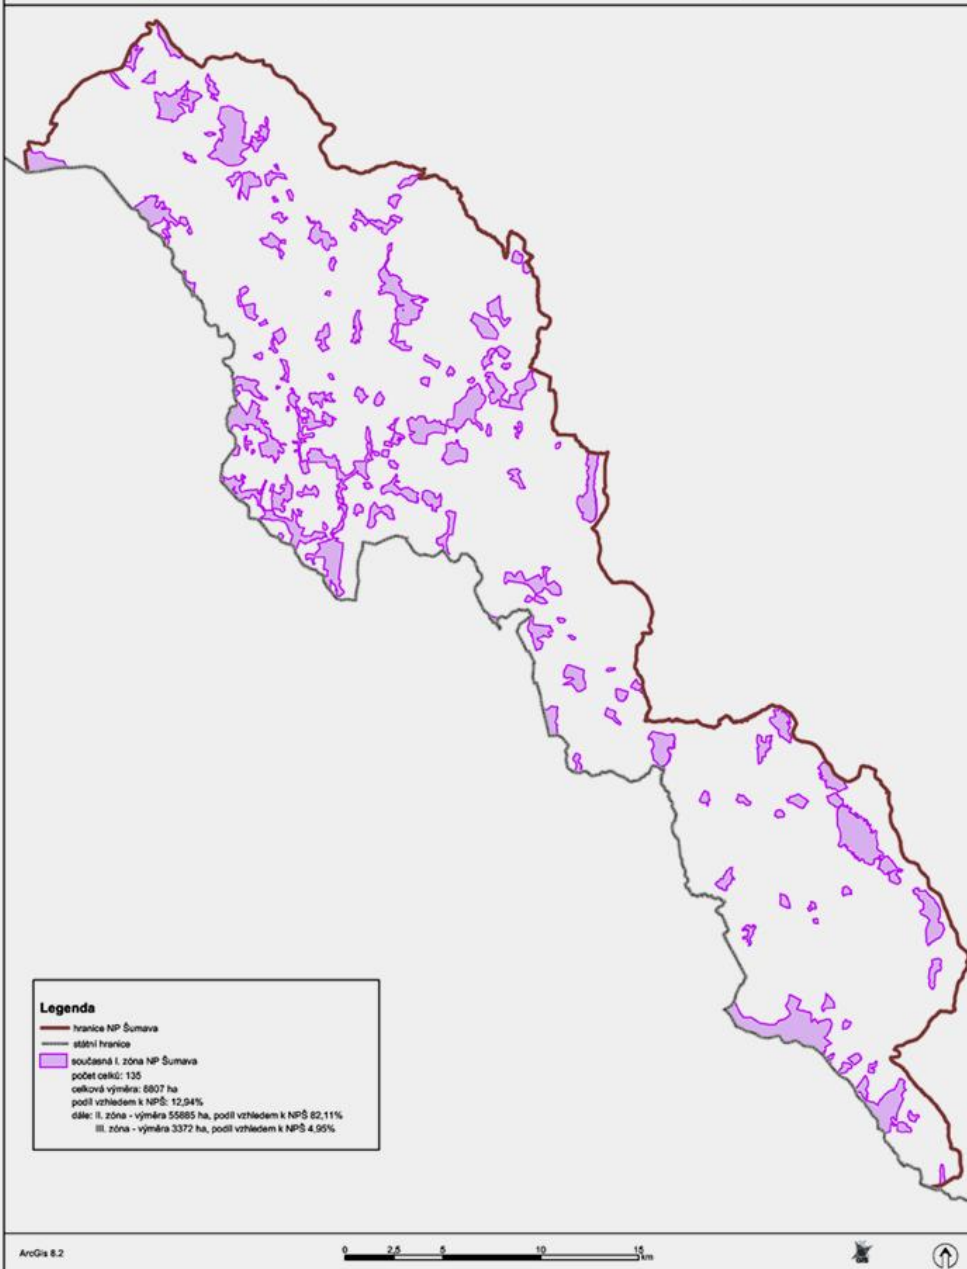 Legenda
hranice NP Šumava
státní hranice
současná I. zóna NP Šumava
počet celků: 135
celková výměra: 8807 ha
podíl vzhledem k NPŠ: 12,94%
dále: II. zóna - výměra 55885 ha, podíl vzhledem k NPŠ 82,11%
III. zóna - výměra 3372 ha, podíl vzhledem k NPŠ 4,95%
ArcGis 8.2
0 2,5 5 10 15
km